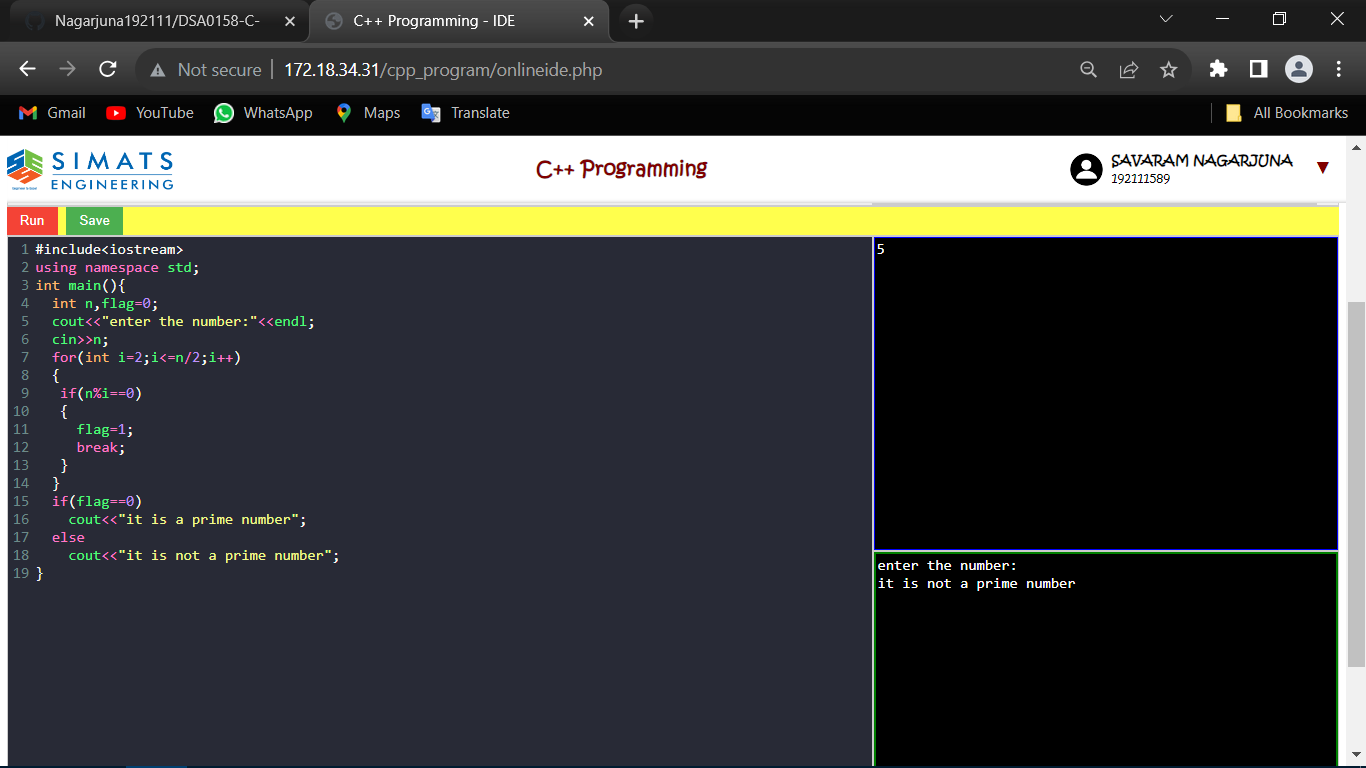 Nagarjuna192111/DSA0158-C-
C++ Programming - IDE
Not secure
172.18.34.31/cpp_program/onlineide.php
Gmail
YouTube
WhatsApp
Maps
Translate
All Bookmarks
SIMATS
ENGINEERING
C++ Programming
SAVARAM NAGARJUNA
192111589
Run
Save
1 #include<iostream>
2 using namespace std;
3 int main(){
4   int n,flag=0;
5   cout<<"enter the number:"<<endl;
6   cin>>n;
7   for(int i=2;i<=n/2;i++)
8   {
9    if(n%i==0)
10    {
11      flag=1;
12      break;
13    }
14   }
15   if(flag==0)
16     cout<<"it is a prime number";
17   else
18     cout<<"it is not a prime number";
19 }
5
enter the number:
it is not a prime number